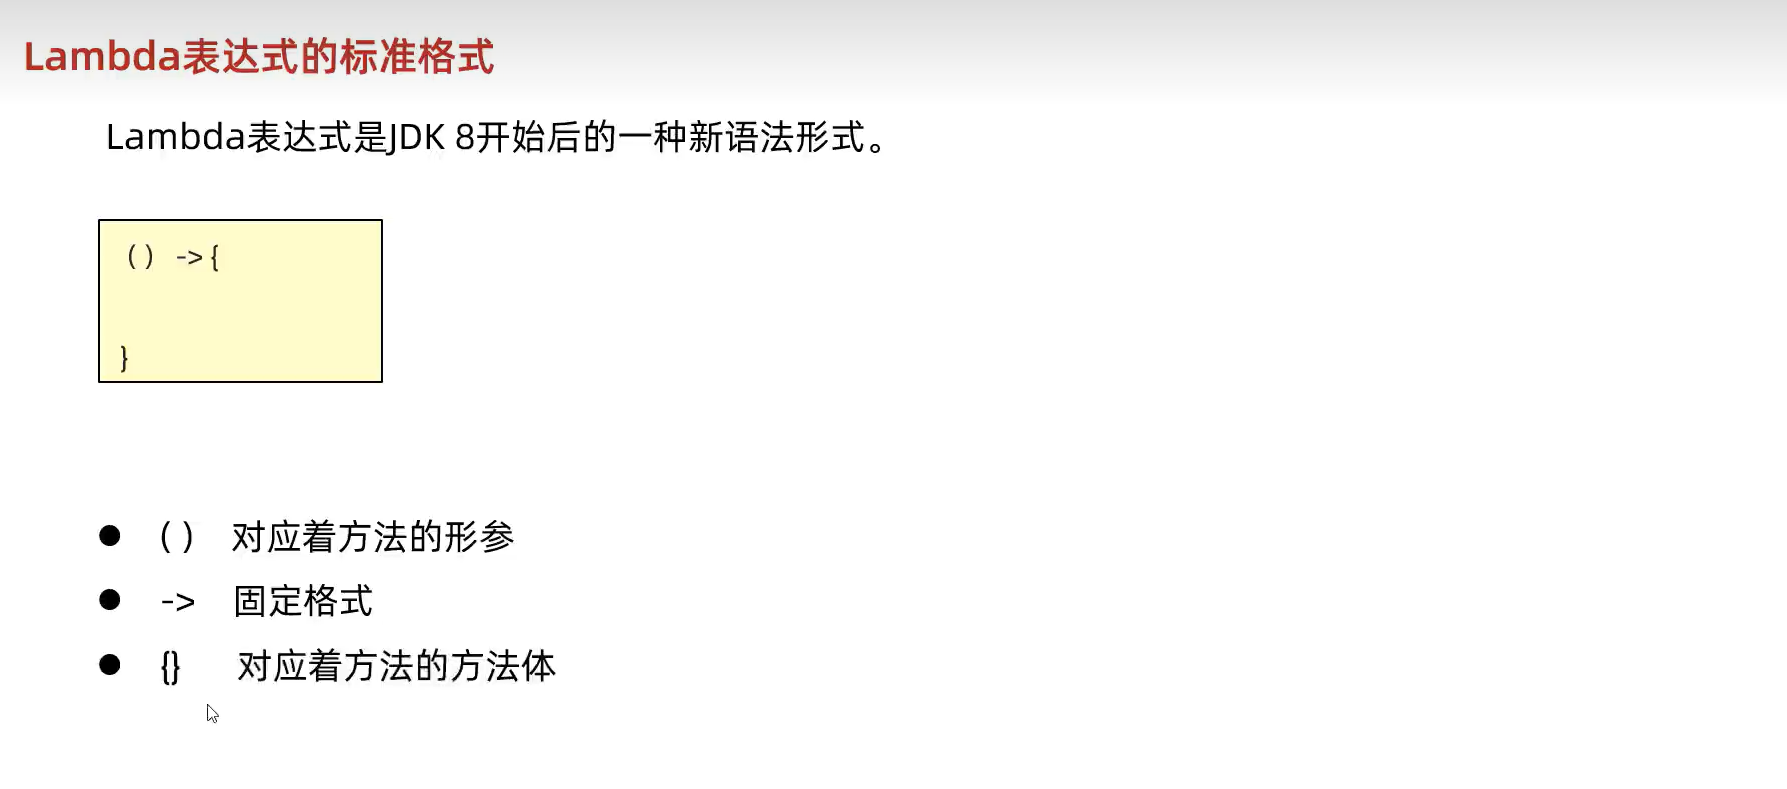 Lambda表达式的标准格式
Lambda表达式是JDK 8开始后的一种新语法形式。
() ->{
}
● () 对应着方法的形参
● -> 固定格式
● {} 对应着方法的方法体